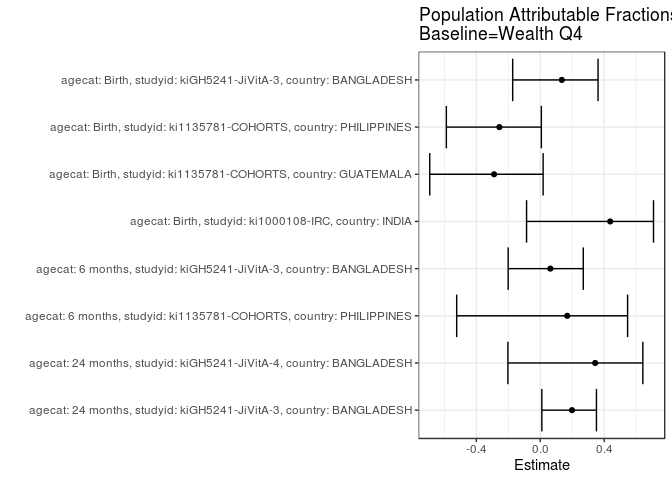 Population Attributable Fractions
Baseline=Wealth Q4
agecat: Birth, studyid: kiGH5241-JiVitA-3, country: BANGLADESH
agecat: Birth, studyid: ki1135781-COHORTS, country: PHILIPPINES
agecat: Birth, studyid: ki1135781-COHORTS, country: GUATEMALA
agecat: Birth, studyid: ki1000108-IRC, country: INDIA
agecat: 6 months, studyid: kiGH5241-JiVitA-3, country: BANGLADESH
agecat: 6 months, studyid: ki1135781-COHORTS, country: PHILIPPINES
agecat: 24 months, studyid: kiGH5241-JiVitA-4, country: BANGLADESH
agecat: 24 months, studyid: kiGH5241-JiVitA-3, country: BANGLADESH
-0.4 0.0 0.4
Estimate